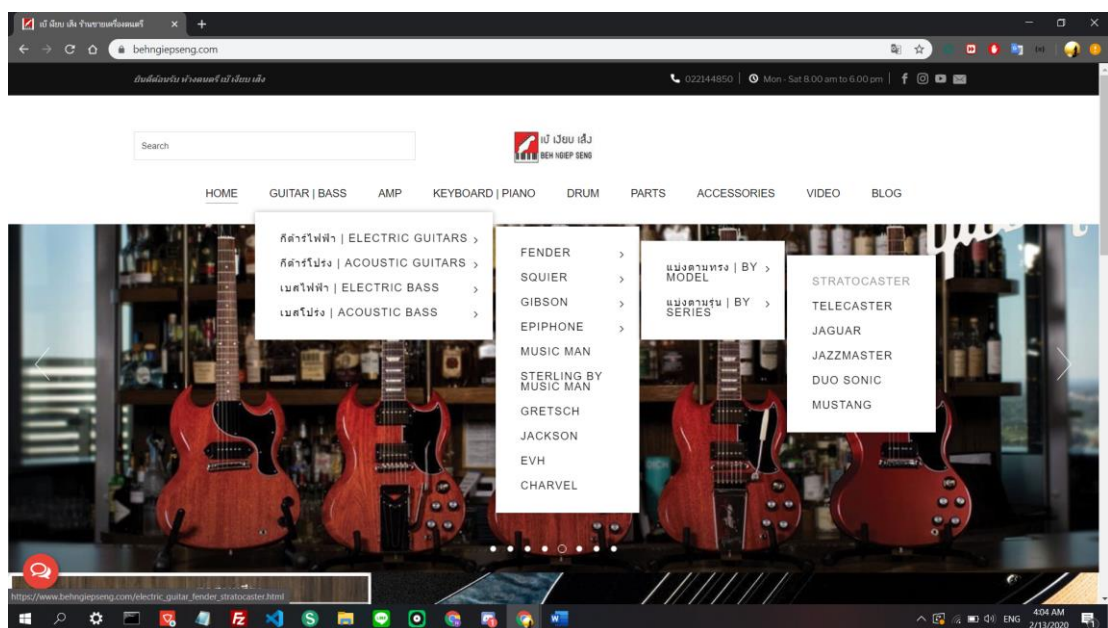 เบ้ เงียบ เส็ง ร้านขายเครื่องดนตรี
behngiepseng.com
ยินดีต้อนรับ ห้างดนตรี เบ้ เงียบ เส็ง
022144850 | Mon - Sat 8.00 am to 6.00 pm |
Search
เบ้ เงียบ เส็ง
BEH NGIEP SENG
HOME GUITAR | BASS AMP KEYBOARD | PIANO DRUM PARTS ACCESSORIES VIDEO BLOG
กีต้าร์ไฟฟ้า | ELECTRIC GUITARS
กีต้าร์โปร่ง | ACOUSTIC GUITARS
เบสไฟฟ้า | ELECTRIC BASS
เบสโปร่ง | ACOUSTIC BASS
FENDER
SQUIER
GIBSON
EPIPHONE
MUSIC MAN
STERLING BY
MUSIC MAN
GRETSCH
JACKSON
EVH
CHARVEL
แบ่งตามทรง | BY
MODEL
แบ่งตามรุ่น | BY
SERIES
STRATOCASTER
TELECASTER
JAGUAR
JAZZMASTER
DUO SONIC
MUSTANG
https://www.behngiepseng.com/electric_guitar_fender_stratocaster.html
ENG
4:04 AM
2/13/2020